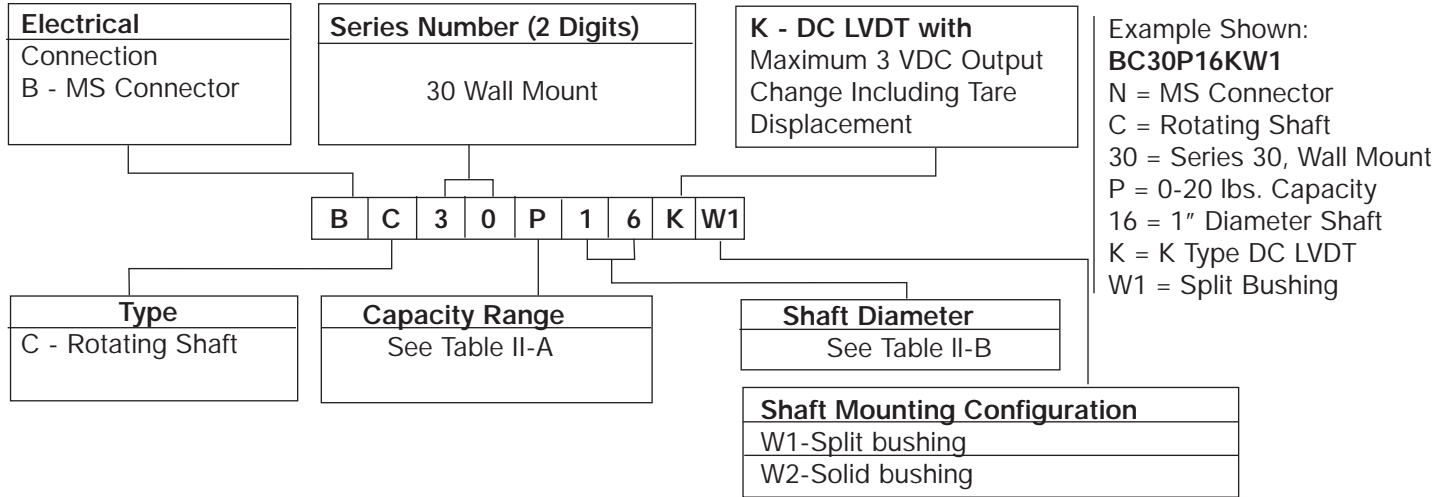 Electrical
Connection
B - MS Connector
Series Number (2 Digits)
30 Wall Mount
K - DC LVDT with
Maximum 3 VDC Output
Change Including Tare
Displacement
Example Shown:
BC30P16KW1
N = MS Connector
C = Rotating Shaft
30 = Series 30, Wall Mount
P = 0-20 lbs. Capacity
16 = 1” Diameter Shaft
K = K Type DC LVDT
W1 = Split Bushing
B C 3 0 P 1 6 K W1
Type
C - Rotating Shaft
Capacity Range
See Table II-A
Shaft Diameter
See Table II-B
Shaft Mounting Configuration
W1-Split bushing
W2-Solid bushing